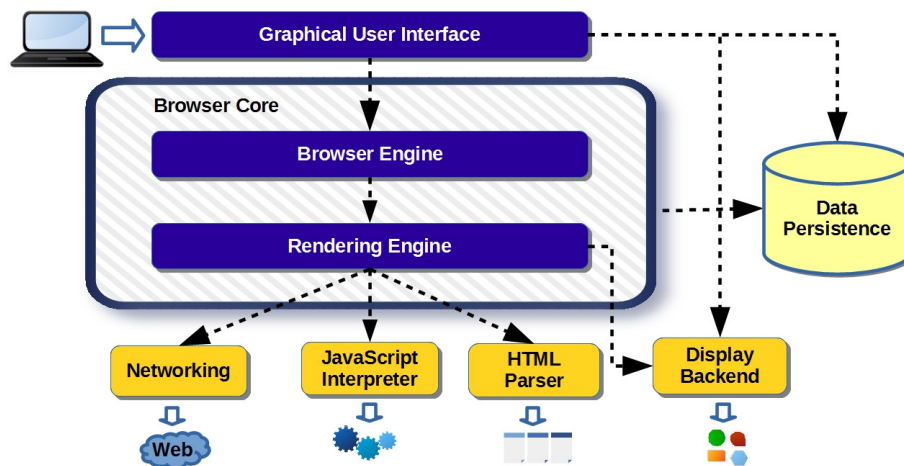 Graphical User Interface
Browser Core
Browser Engine
Data
Persistence
Rendering Engine
Networking
JavaScript
Interpreter
HTML
Parser
Display
Backend
Web